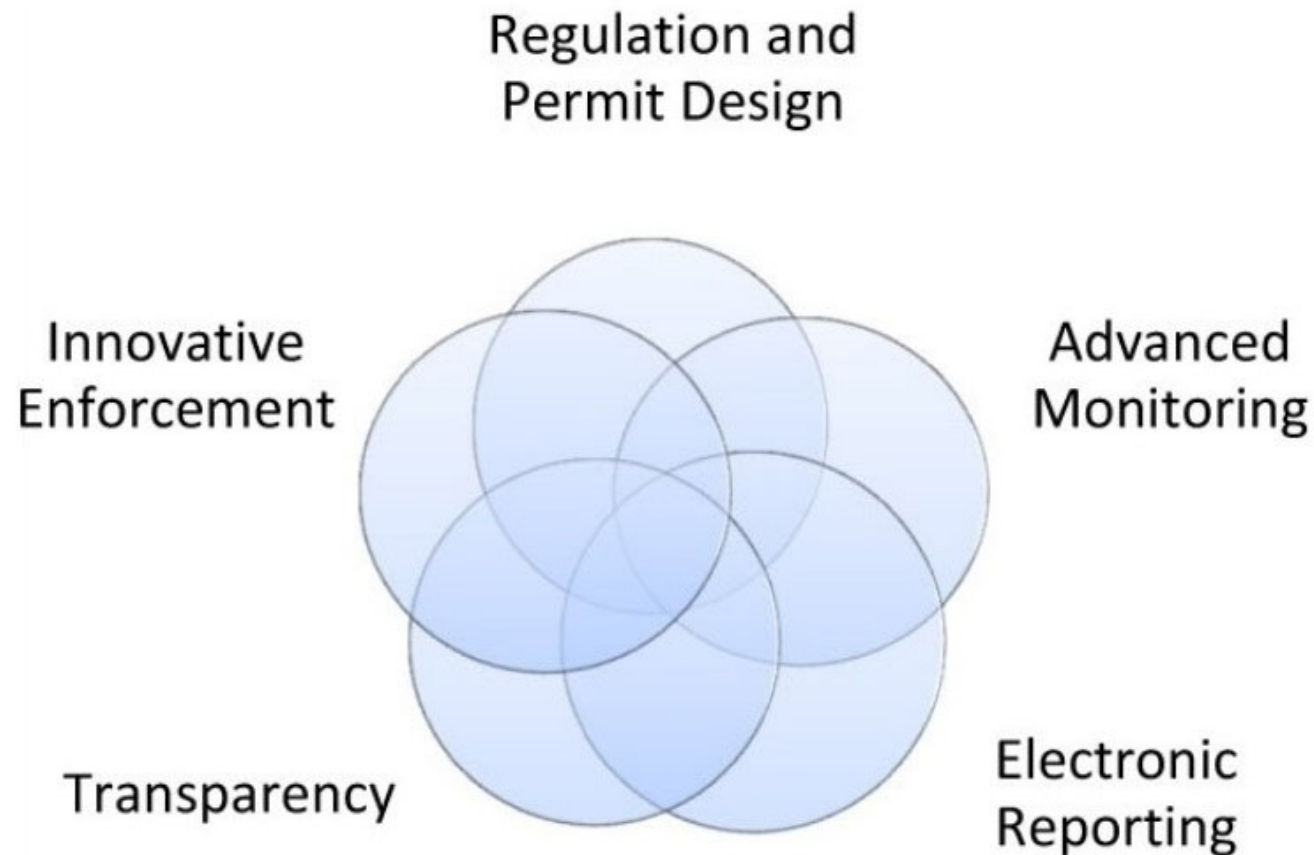 Regulation and
Permit Design
Innovative
Enforcement
Advanced
Monitoring
Transparency
Electronic
Reporting